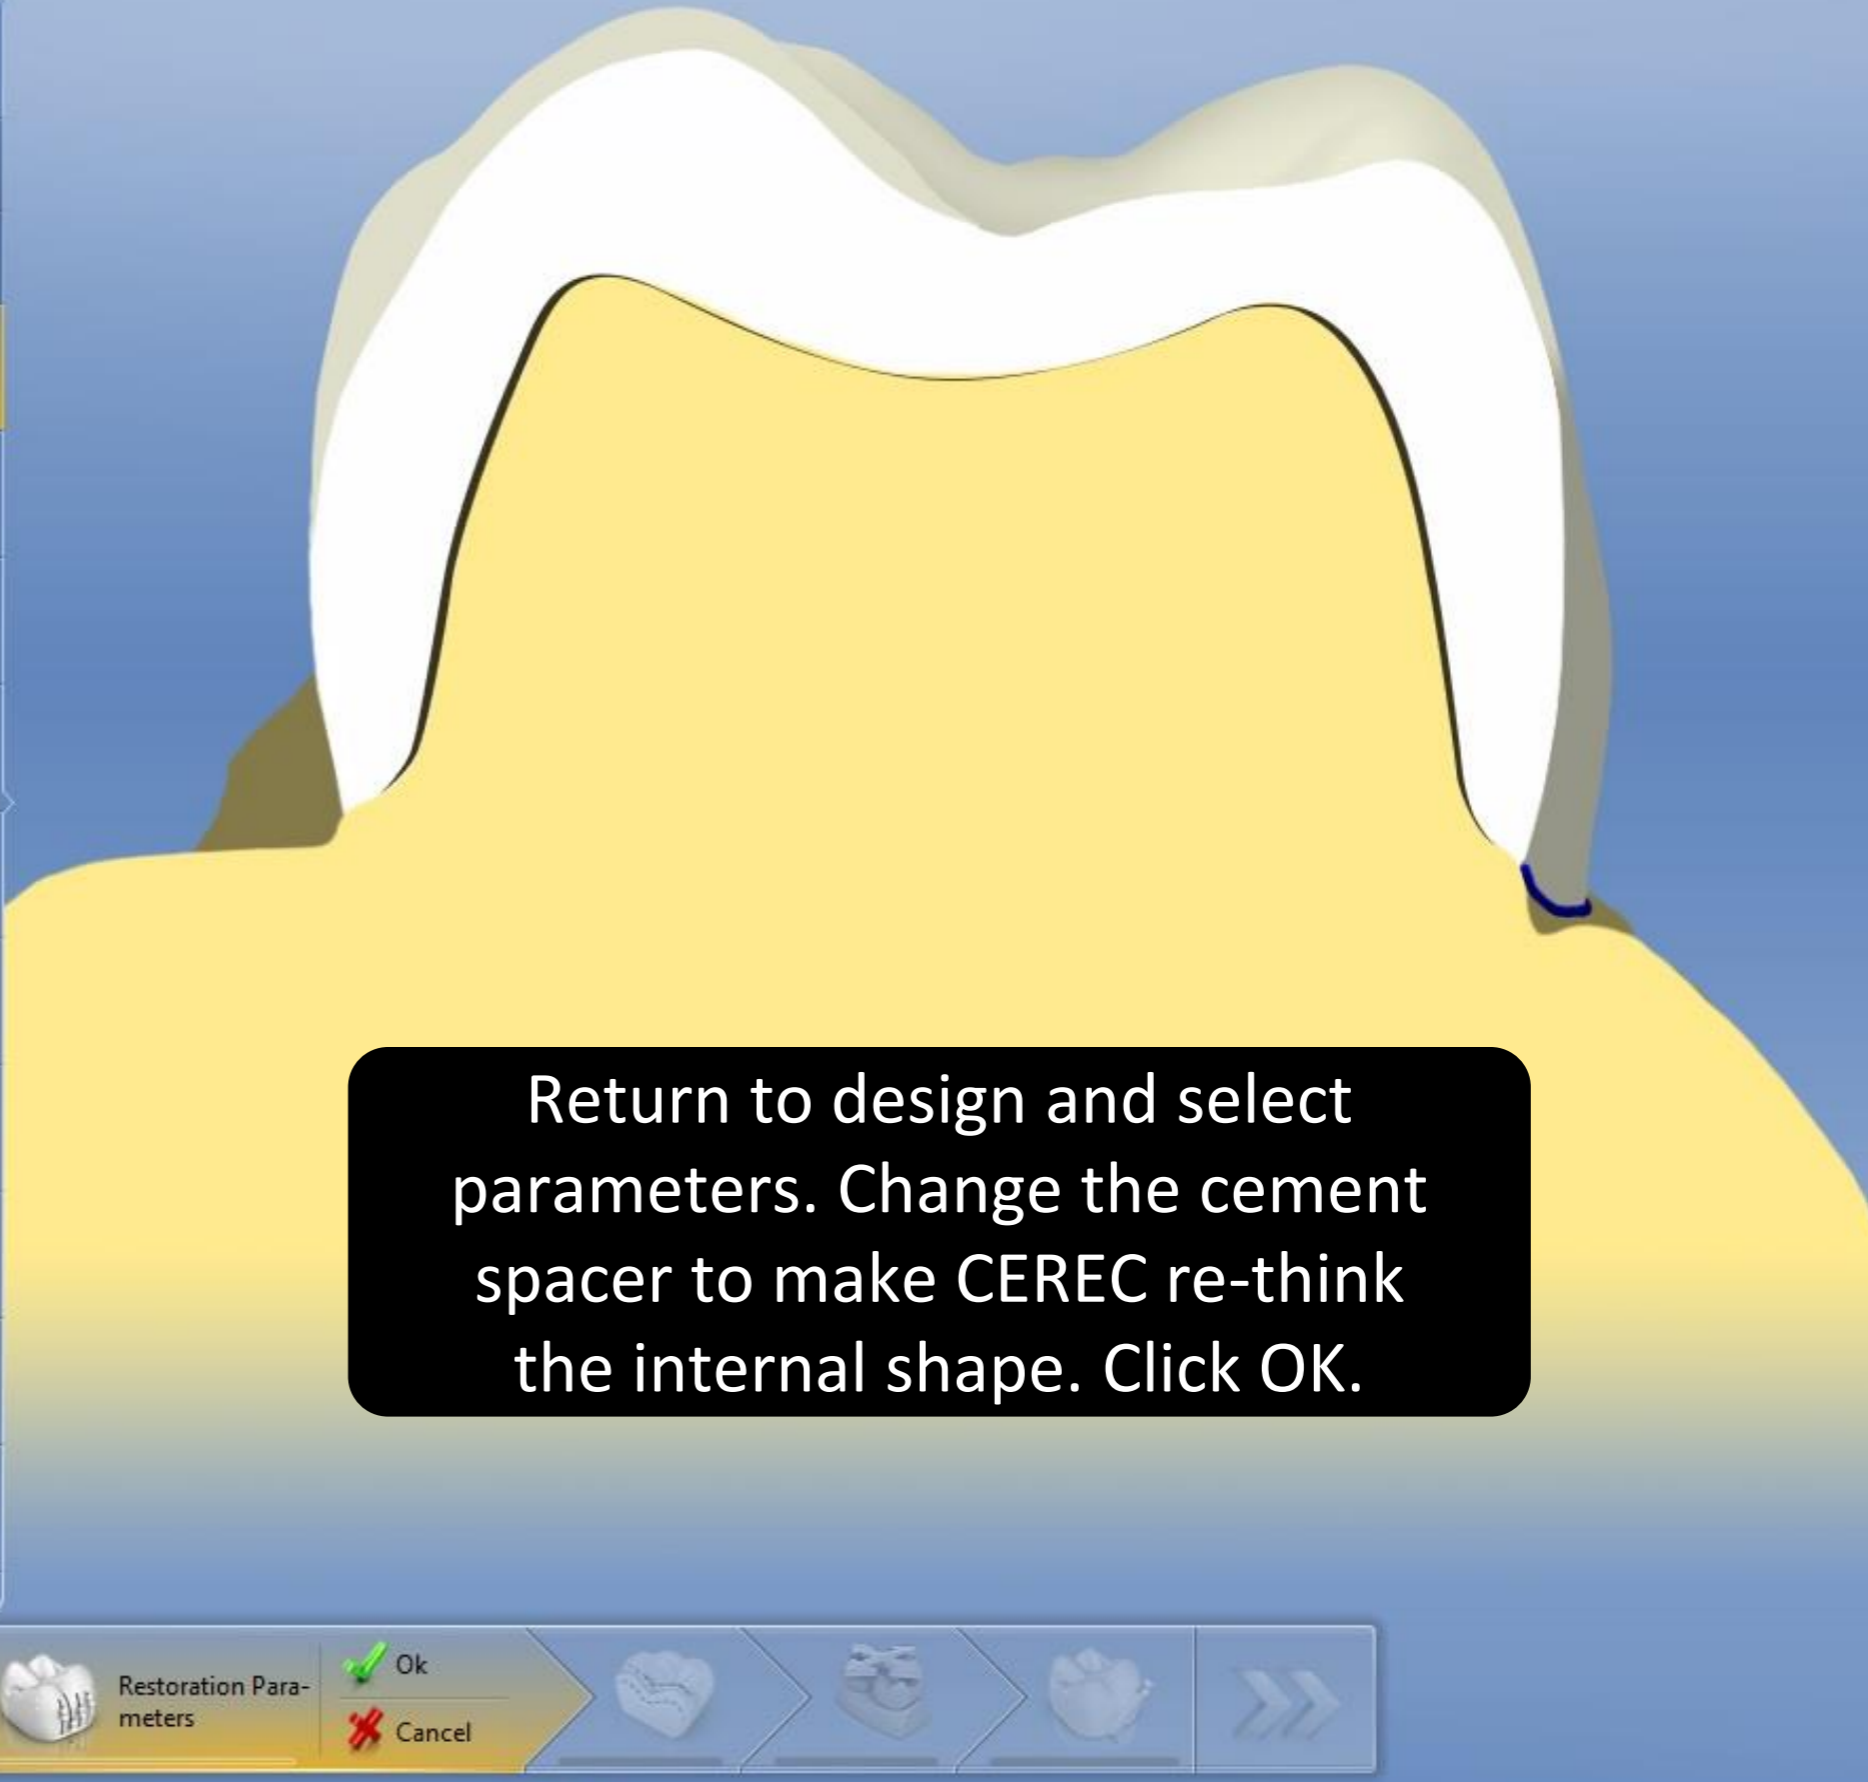 Return to design and select
parameters. Change the cement
spacer to make CEREC re-think
the internal shape. Click OK.
Restoration Para-
meters
Ok
Cancel